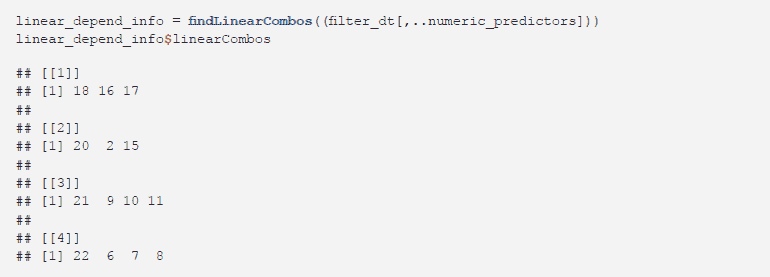 linear_depend_info = findLinearCombos((filter_dt[,..numeric_predictors]))
linear_depend_info$linearCombos
## [[1]]
## [1] 18 16 17
##
## [[2]]
## [1] 20  2 15
##
## [[3]]
## [1] 21  9 10 11
##
## [[4]]
## [1] 22  6  7  8